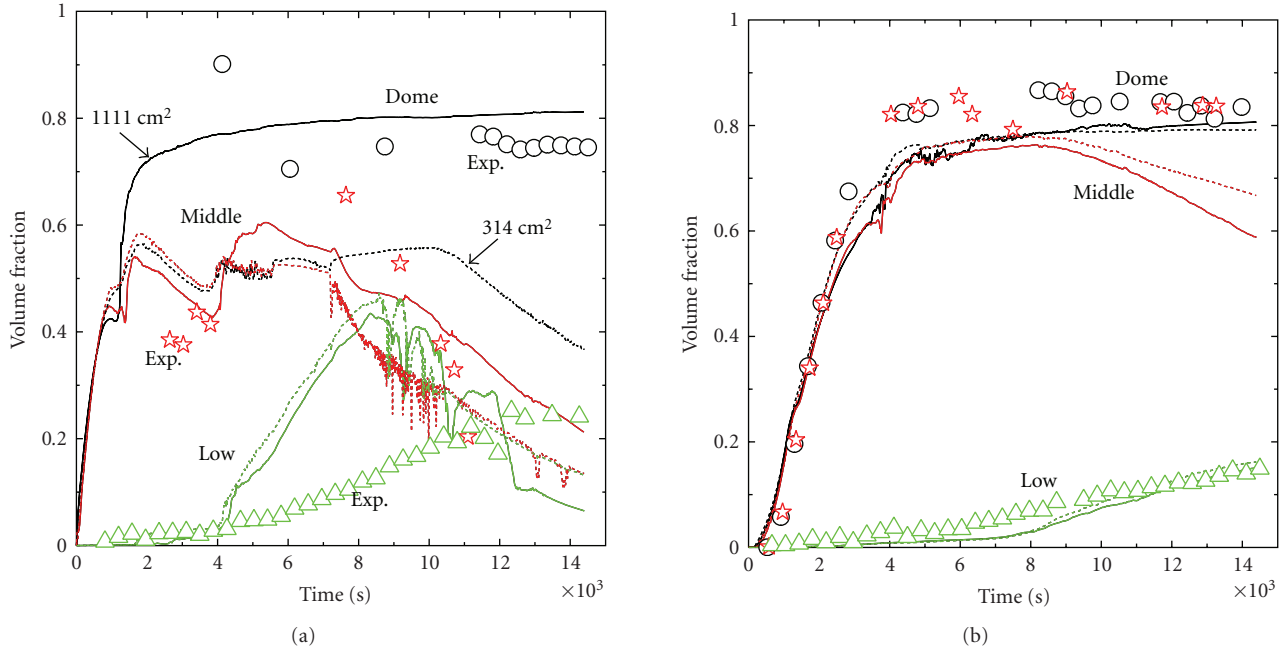 1
0.8
0.6
0.4
0.2
0
Volume fraction
0 2 4 6 8 10 12 14
×10³
Time (s)
1111 cm²
Dome
Exp.
Middle
314 cm²
Exp.
Low
Exp.
(a)
1
0.8
0.6
0.4
0.2
0
Volume fraction
0 2 4 6 8 10 12 14
×10³
Time (s)
Dome
Middle
Low
(b)